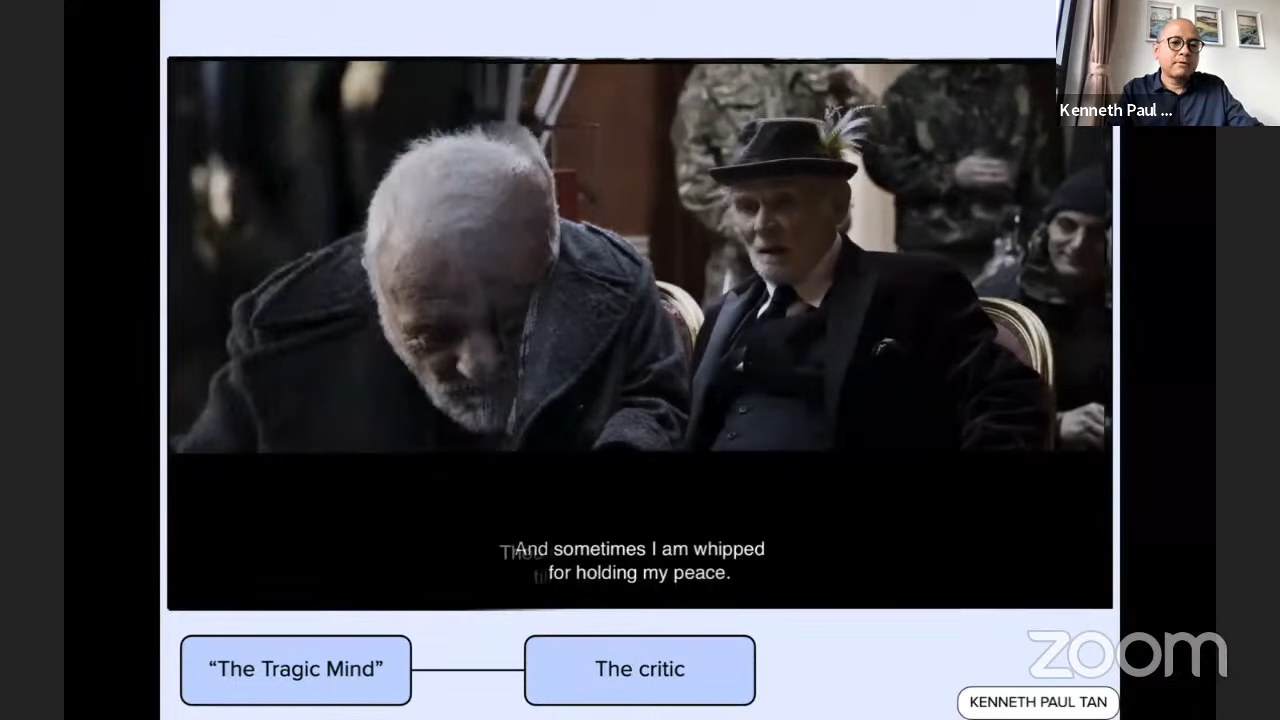 Kenneth Paul ...
And sometimes I am whipped
for holding my peace.
“The Tragic Mind”
The critic
zoom
KENNETH PAUL TAN